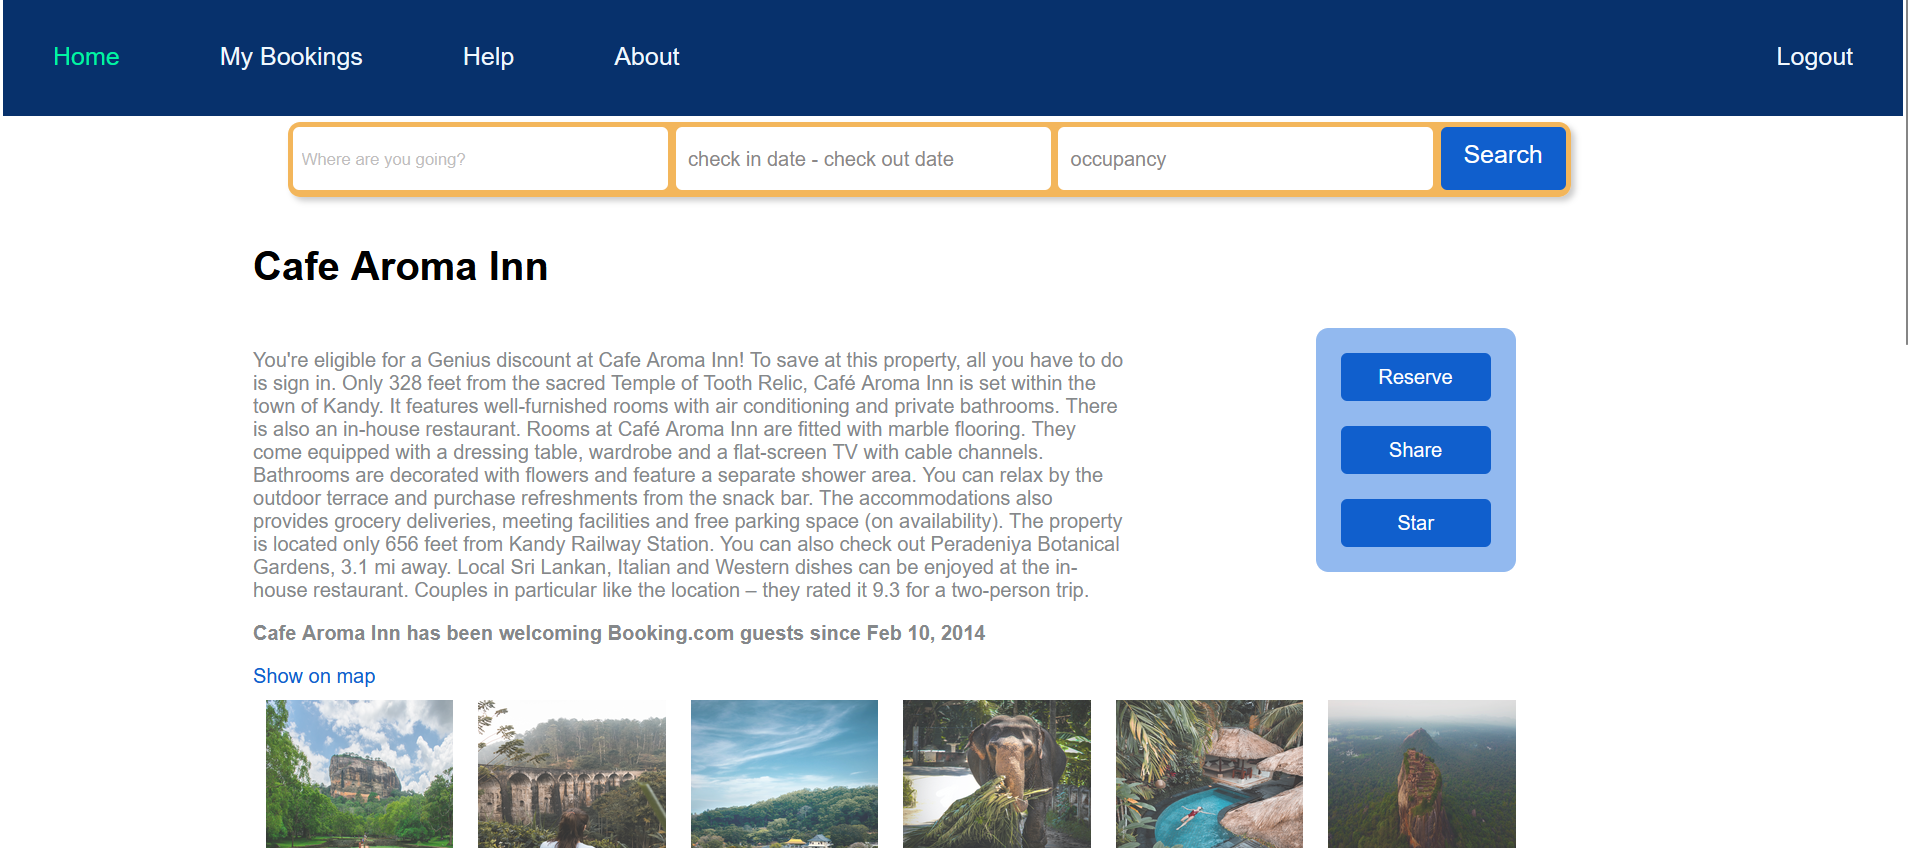 Home My Bookings Help About Logout
Where are you going? check in date - check out date occupancy Search
Cafe Aroma Inn
You're eligible for a Genius discount at Cafe Aroma Inn! To save at this property, all you have to do
is sign in. Only 328 feet from the sacred Temple of Tooth Relic, Café Aroma Inn is set within the
town of Kandy. It features well-furnished rooms with air conditioning and private bathrooms. There
is also an in-house restaurant. Rooms at Café Aroma Inn are fitted with marble flooring. They
come equipped with a dressing table, wardrobe and a flat-screen TV with cable channels.
Bathrooms are decorated with flowers and feature a separate shower area. You can relax by the
outdoor terrace and purchase refreshments from the snack bar. The accommodations also
provides grocery deliveries, meeting facilities and free parking space (on availability). The property
is located only 656 feet from Kandy Railway Station. You can also check out Peradeniya Botanical
Gardens, 3.1 mi away. Local Sri Lankan, Italian and Western dishes can be enjoyed at the in-
house restaurant. Couples in particular like the location – they rated it 9.3 for a two-person trip.
Cafe Aroma Inn has been welcoming Booking.com guests since Feb 10, 2014
Show on map
Reserve
Share
Star